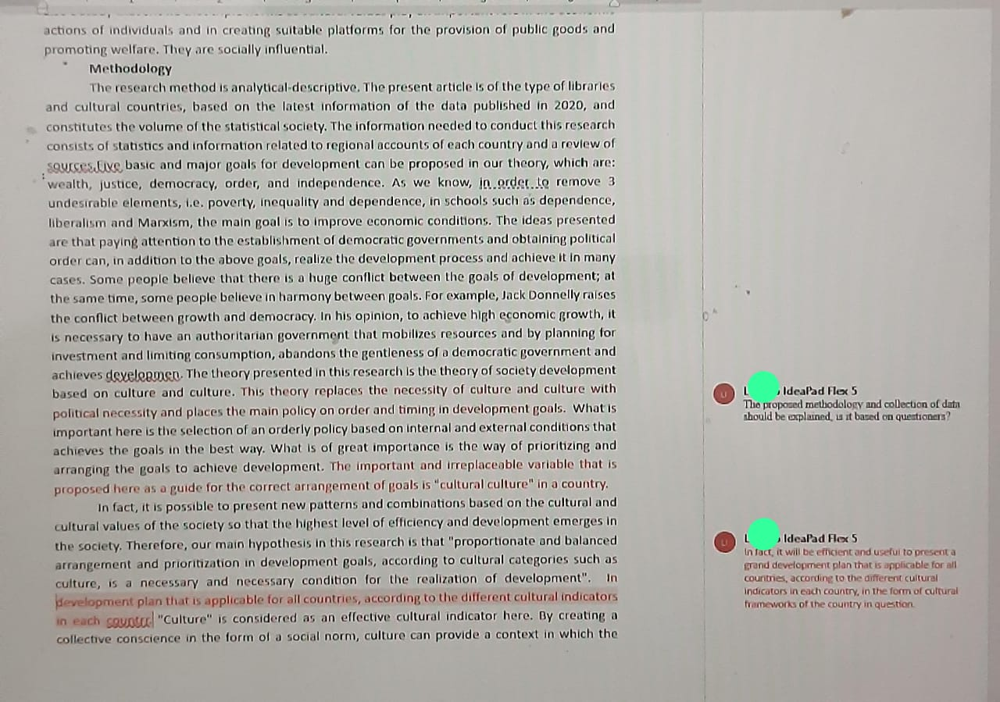 actions of individuals and in creating suitable platforms for the provision of public goods and
promoting welfare. They are socially influential.
Methodology
The research method is analytical-descriptive. The present article is of the type of libraries
and cultural countries, based on the latest information of the data published in 2020, and
constitutes the volume of the statistical society. The information needed to conduct this research
consists of statistics and information related to regional accounts of each country and a review of
sources.Five basic and major goals for development can be proposed in our theory, which are:
wealth, justice, democracy, order, and independence. As we know, in order to remove 3
undesirable elements, i.e. poverty, inequality and dependence, in schools such as dependence,
liberalism and Marxism, the main goal is to improve economic conditions. The ideas presented
are that paying attention to the establishment of democratic governments and obtaining political
order can, in addition to the above goals, realize the development process and achieve it in many
cases. Some people believe that there is a huge conflict between the goals of development; at
the same time, some people believe in harmony between goals. For example, Jack Donnelly raises
the conflict between growth and democracy. In his opinion, to achieve high economic growth, it
is necessary to have an authoritarian government that mobilizes resources and by planning for
investment and limiting consumption, abandons the gentleness of a democratic government and
achieves developmen. The theory presented in this research is the theory of society development
based on culture and culture. This theory replaces the necessity of culture and culture with
political necessity and places the main policy on order and timing in development goals. What is
important here is the selection of an orderly policy based on internal and external conditions that
achieves the goals in the best way. What is of great importance is the way of prioritizing and
arranging the goals to achieve development. The important and irreplaceable variable that is
proposed here as a guide for the correct arrangement of goals is "cultural culture" in a country.
In fact, it is possible to present new patterns and combinations based on the cultural and
cultural values of the society so that the highest level of efficiency and development emerges in
the society. Therefore, our main hypothesis in this research is that "proportionate and balanced
arrangement and prioritization in development goals, according to cultural categories such as
culture, is a necessary and necessary condition for the realization of development". In
development plan that is applicable for all countries, according to the different cultural indicators
in each "Culture" is considered as an effective cultural indicator here. By creating a
collective conscience in the form of a social norm, culture can provide a context in which the
LI
IdeaPad Flex 5
The proposed methodology and collection of data
should be explained, is it based on questioners?
LI
IdeaPad Flex 5
In fact, it will be efficient and useful to present a
grand development plan that is applicable for all
countries, according to the different cultural
indicators in each country, in the form of cultural
frameworks of the country in question.